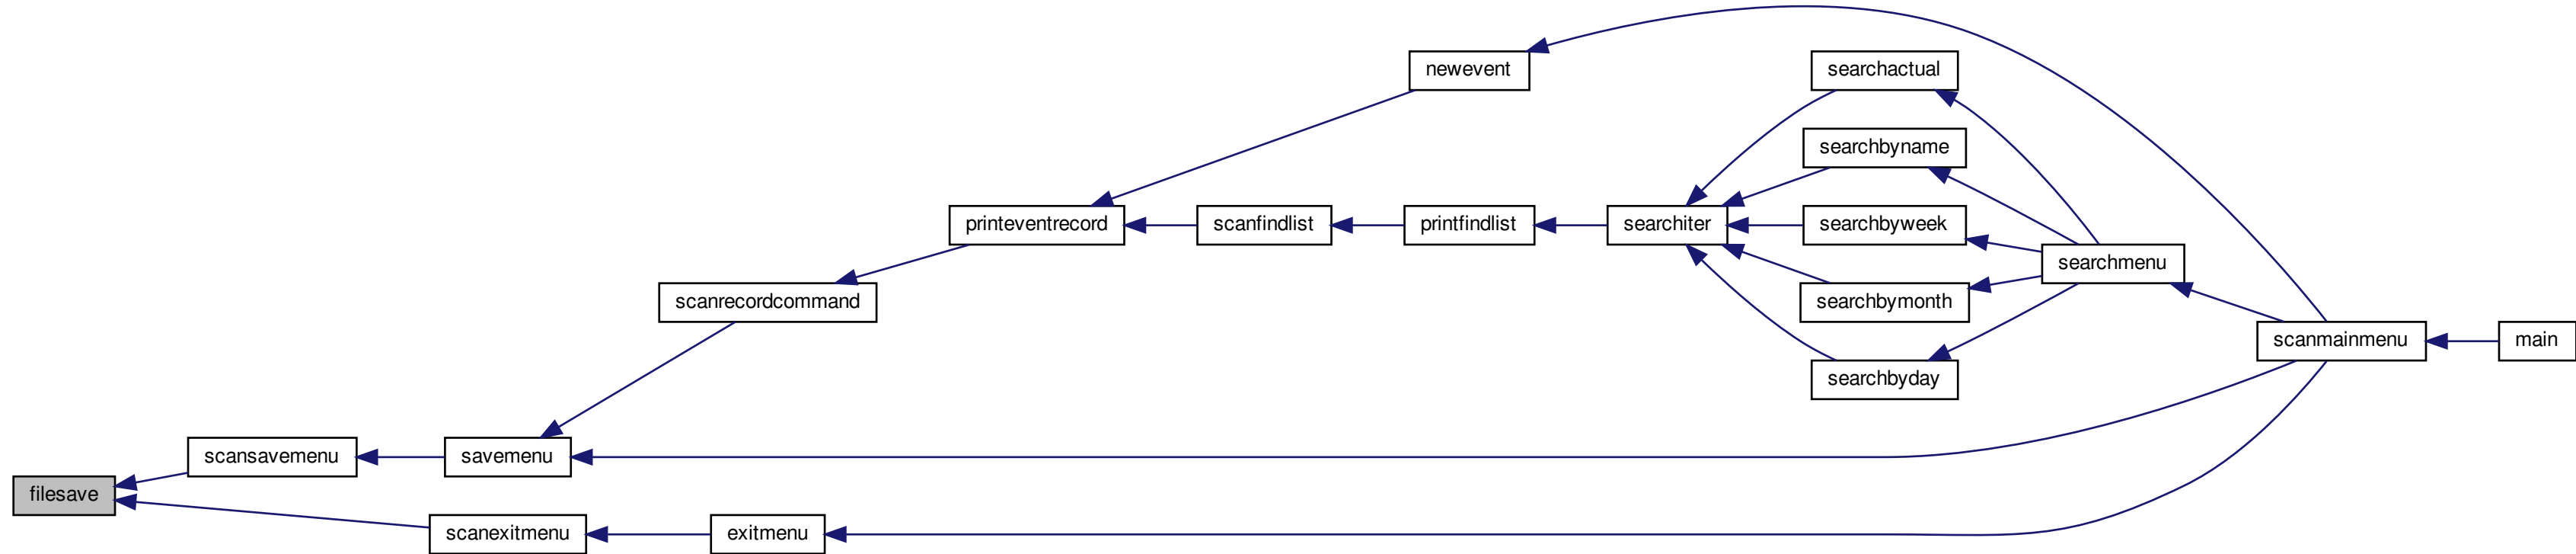 newevent
searchactual
searchbyname
printeventrecord
scanfindlist
printfindlist
searchiter
searchbyweek
searchmenu
scanrecordcommand
searchbymonth
scanmainmenu
main
searchbyday
scansavemenu
savemenu
filesave
scanexitmenu
exitmenu